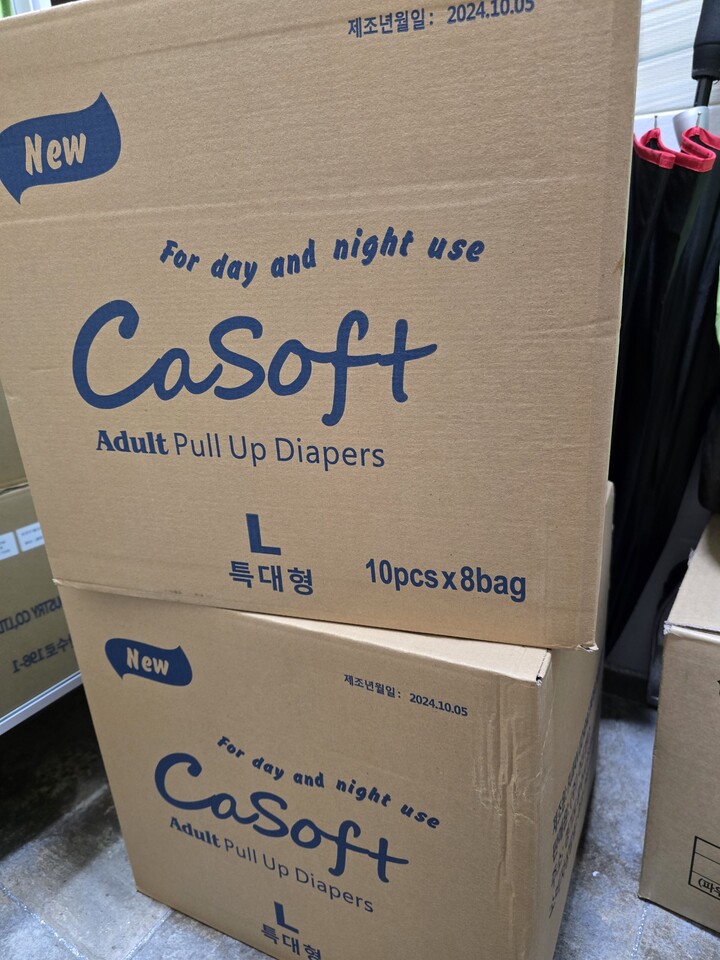 제조년월일 : 2024.10.05
New
For day and night use
CaSoft
Adult Pull Up Diapers
L
특대형
10pcsx8bag
New
제조년월일 : 2024.10.05
For day and night use
CaSoft
Adult Pull Up Diapers
L
특대형